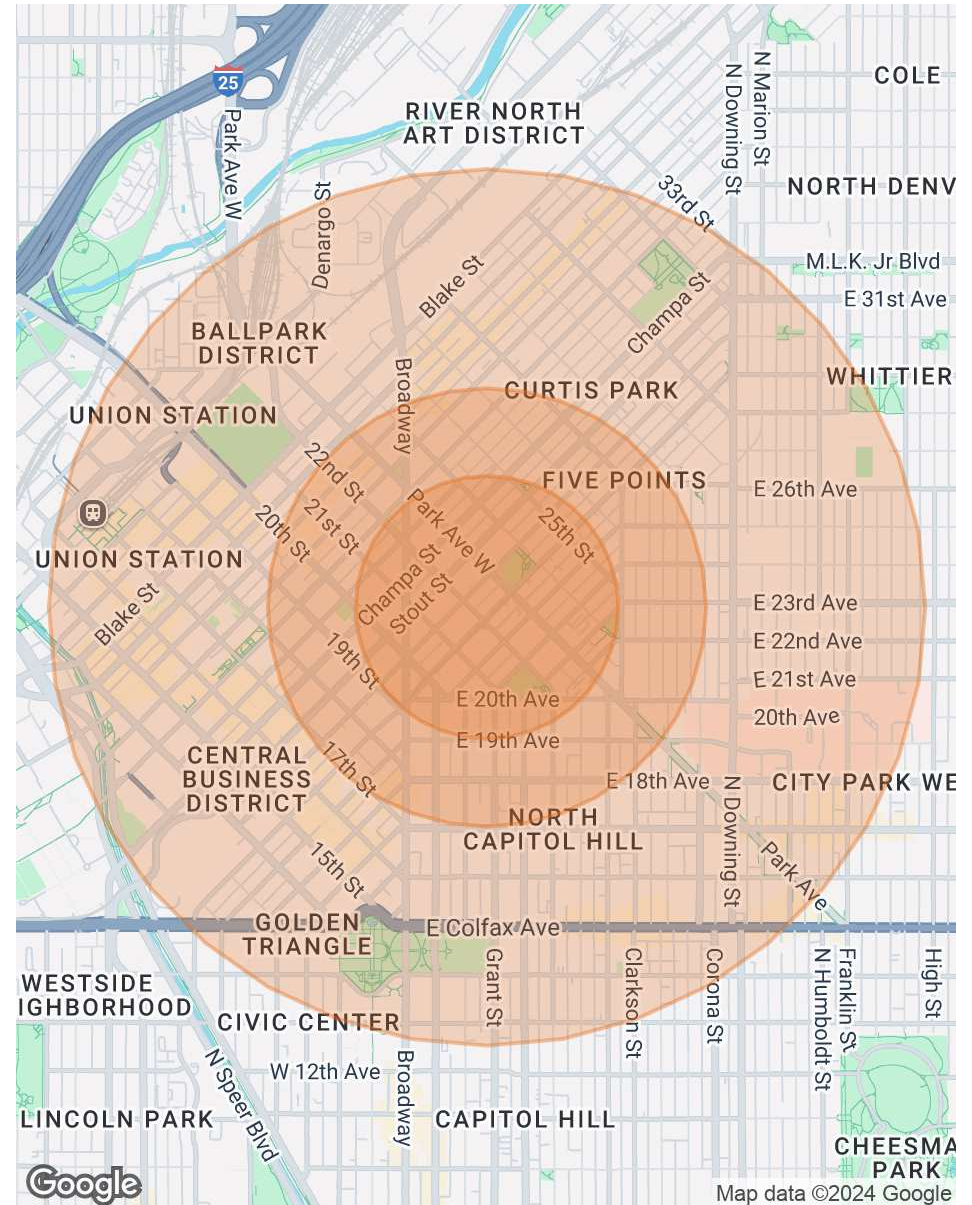 COLE
25
RIVER NORTH
ART DISTRICT
N Downing St
N Marion St
Park Ave W
NORTH DENV
33rd St
Denargo St
M.L.K. Jr Blvd
Blake St
E 31st Ave
Champa St
BALLPARK
DISTRICT
Broadway
CURTIS PARK
WHITTIER
UNION STATION
22nd St
FIVE POINTS
E 26th Ave
21st St
20th St
Park Ave W
25th St
UNION STATION
Champa St
Stout St
Blake St
E 23rd Ave
E 22nd Ave
19th St
E 21st Ave
E 20th Ave
20th Ave
E 19th Ave
CENTRAL
BUSINESS
DISTRICT
17th St
E 18th Ave
N Downing St
CITY PARK WE
NORTH
CAPITOL HILL
15th St
Park Ave
GOLDEN
TRIANGLE
E Colfax Ave
WESTSIDE
IGHBORHOOD
Grant St
Clarkson St
Corona St
N Humboldt St
Franklin St
High St
CIVIC CENTER
N Speer Blvd
W 12th Ave
Broadway
LINCOLN PARK
CAPITOL HILL
CHEESMA
PARK
Google
Map data ©2024 Google